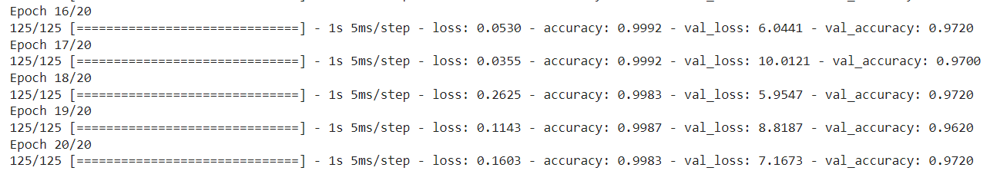 Epoch 16/20
125/125 [==============================] - 1s 5ms/step - loss: 0.0530 - accuracy: 0.9992 - val_loss: 6.0441 - val_accuracy: 0.9720
Epoch 17/20
125/125 [==============================] - 1s 5ms/step - loss: 0.0355 - accuracy: 0.9992 - val_loss: 10.0121 - val_accuracy: 0.9700
Epoch 18/20
125/125 [==============================] - 1s 5ms/step - loss: 0.2625 - accuracy: 0.9983 - val_loss: 5.9547 - val_accuracy: 0.9720
Epoch 19/20
125/125 [==============================] - 1s 5ms/step - loss: 0.1143 - accuracy: 0.9987 - val_loss: 8.8187 - val_accuracy: 0.9620
Epoch 20/20
125/125 [==============================] - 1s 5ms/step - loss: 0.1603 - accuracy: 0.9983 - val_loss: 7.1673 - val_accuracy: 0.9720